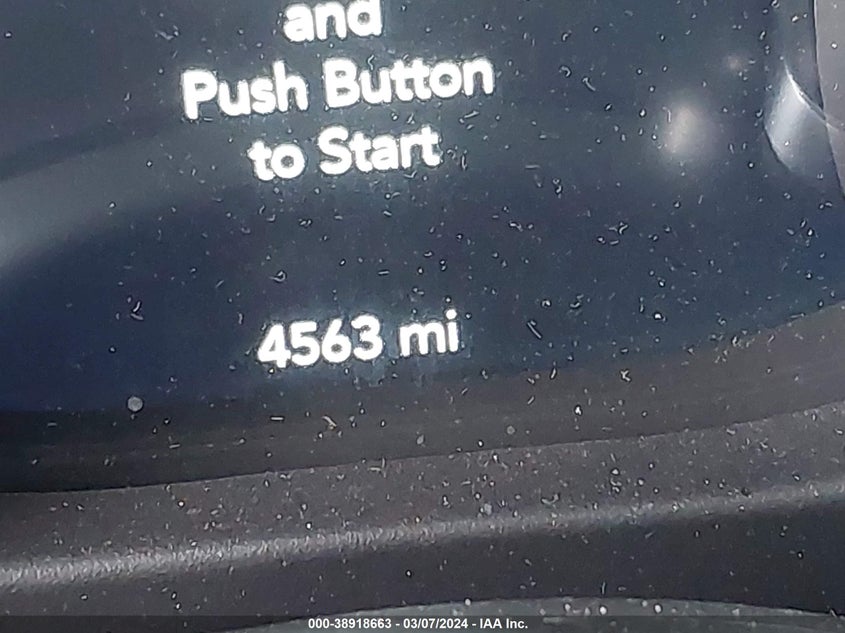 and
Push Button
to Start
4563 mi
000-38918663 - 03/07/2024 - IAA Inc.